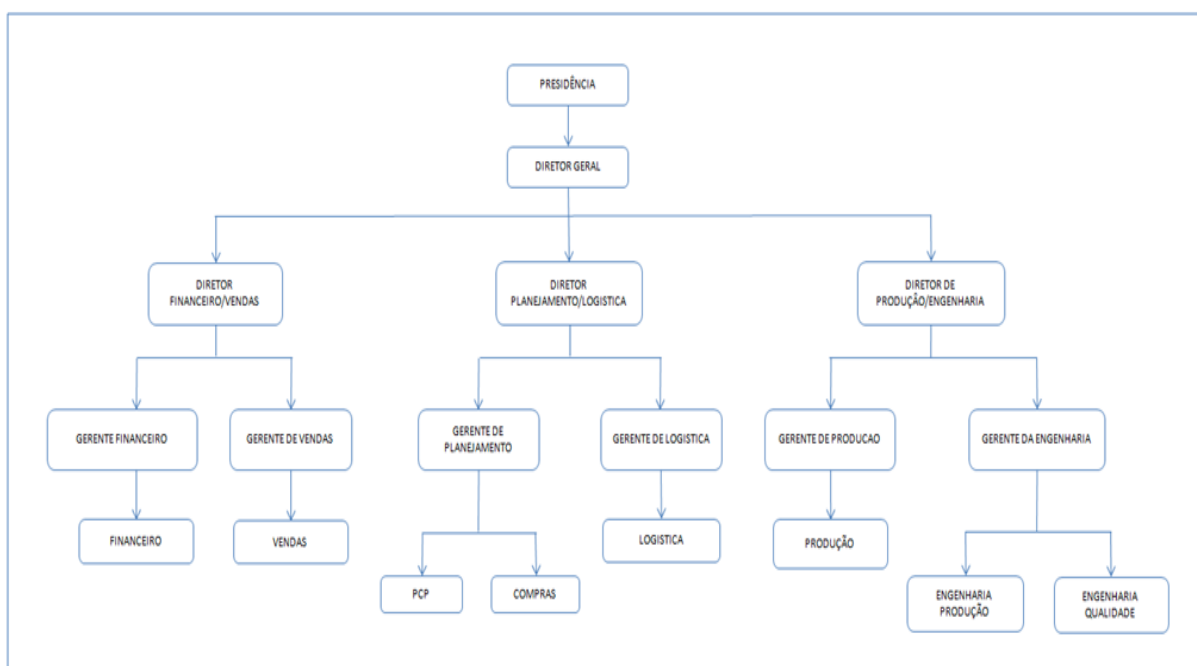 PRESIDÊNCIA
DIRETOR GERAL
DIRETOR
FINANCEIRO/VENDAS
DIRETOR
PLANEJAMENTO/LOGISTICA
DIRETOR DE
PRODUÇÃO/ENGENHARIA
GERENTE FINANCEIRO
GERENTE DE VENDAS
GERENTE DE
PLANEJAMENTO
GERENTE DE LOGISTICA
GERENTE DE PRODUCAO
GERENTE DA ENGENHARIA
FINANCEIRO
VENDAS
LOGISTICA
PRODUÇÃO
PCP
COMPRAS
ENGENHARIA
PRODUÇÃO
ENGENHARIA
QUALIDADE